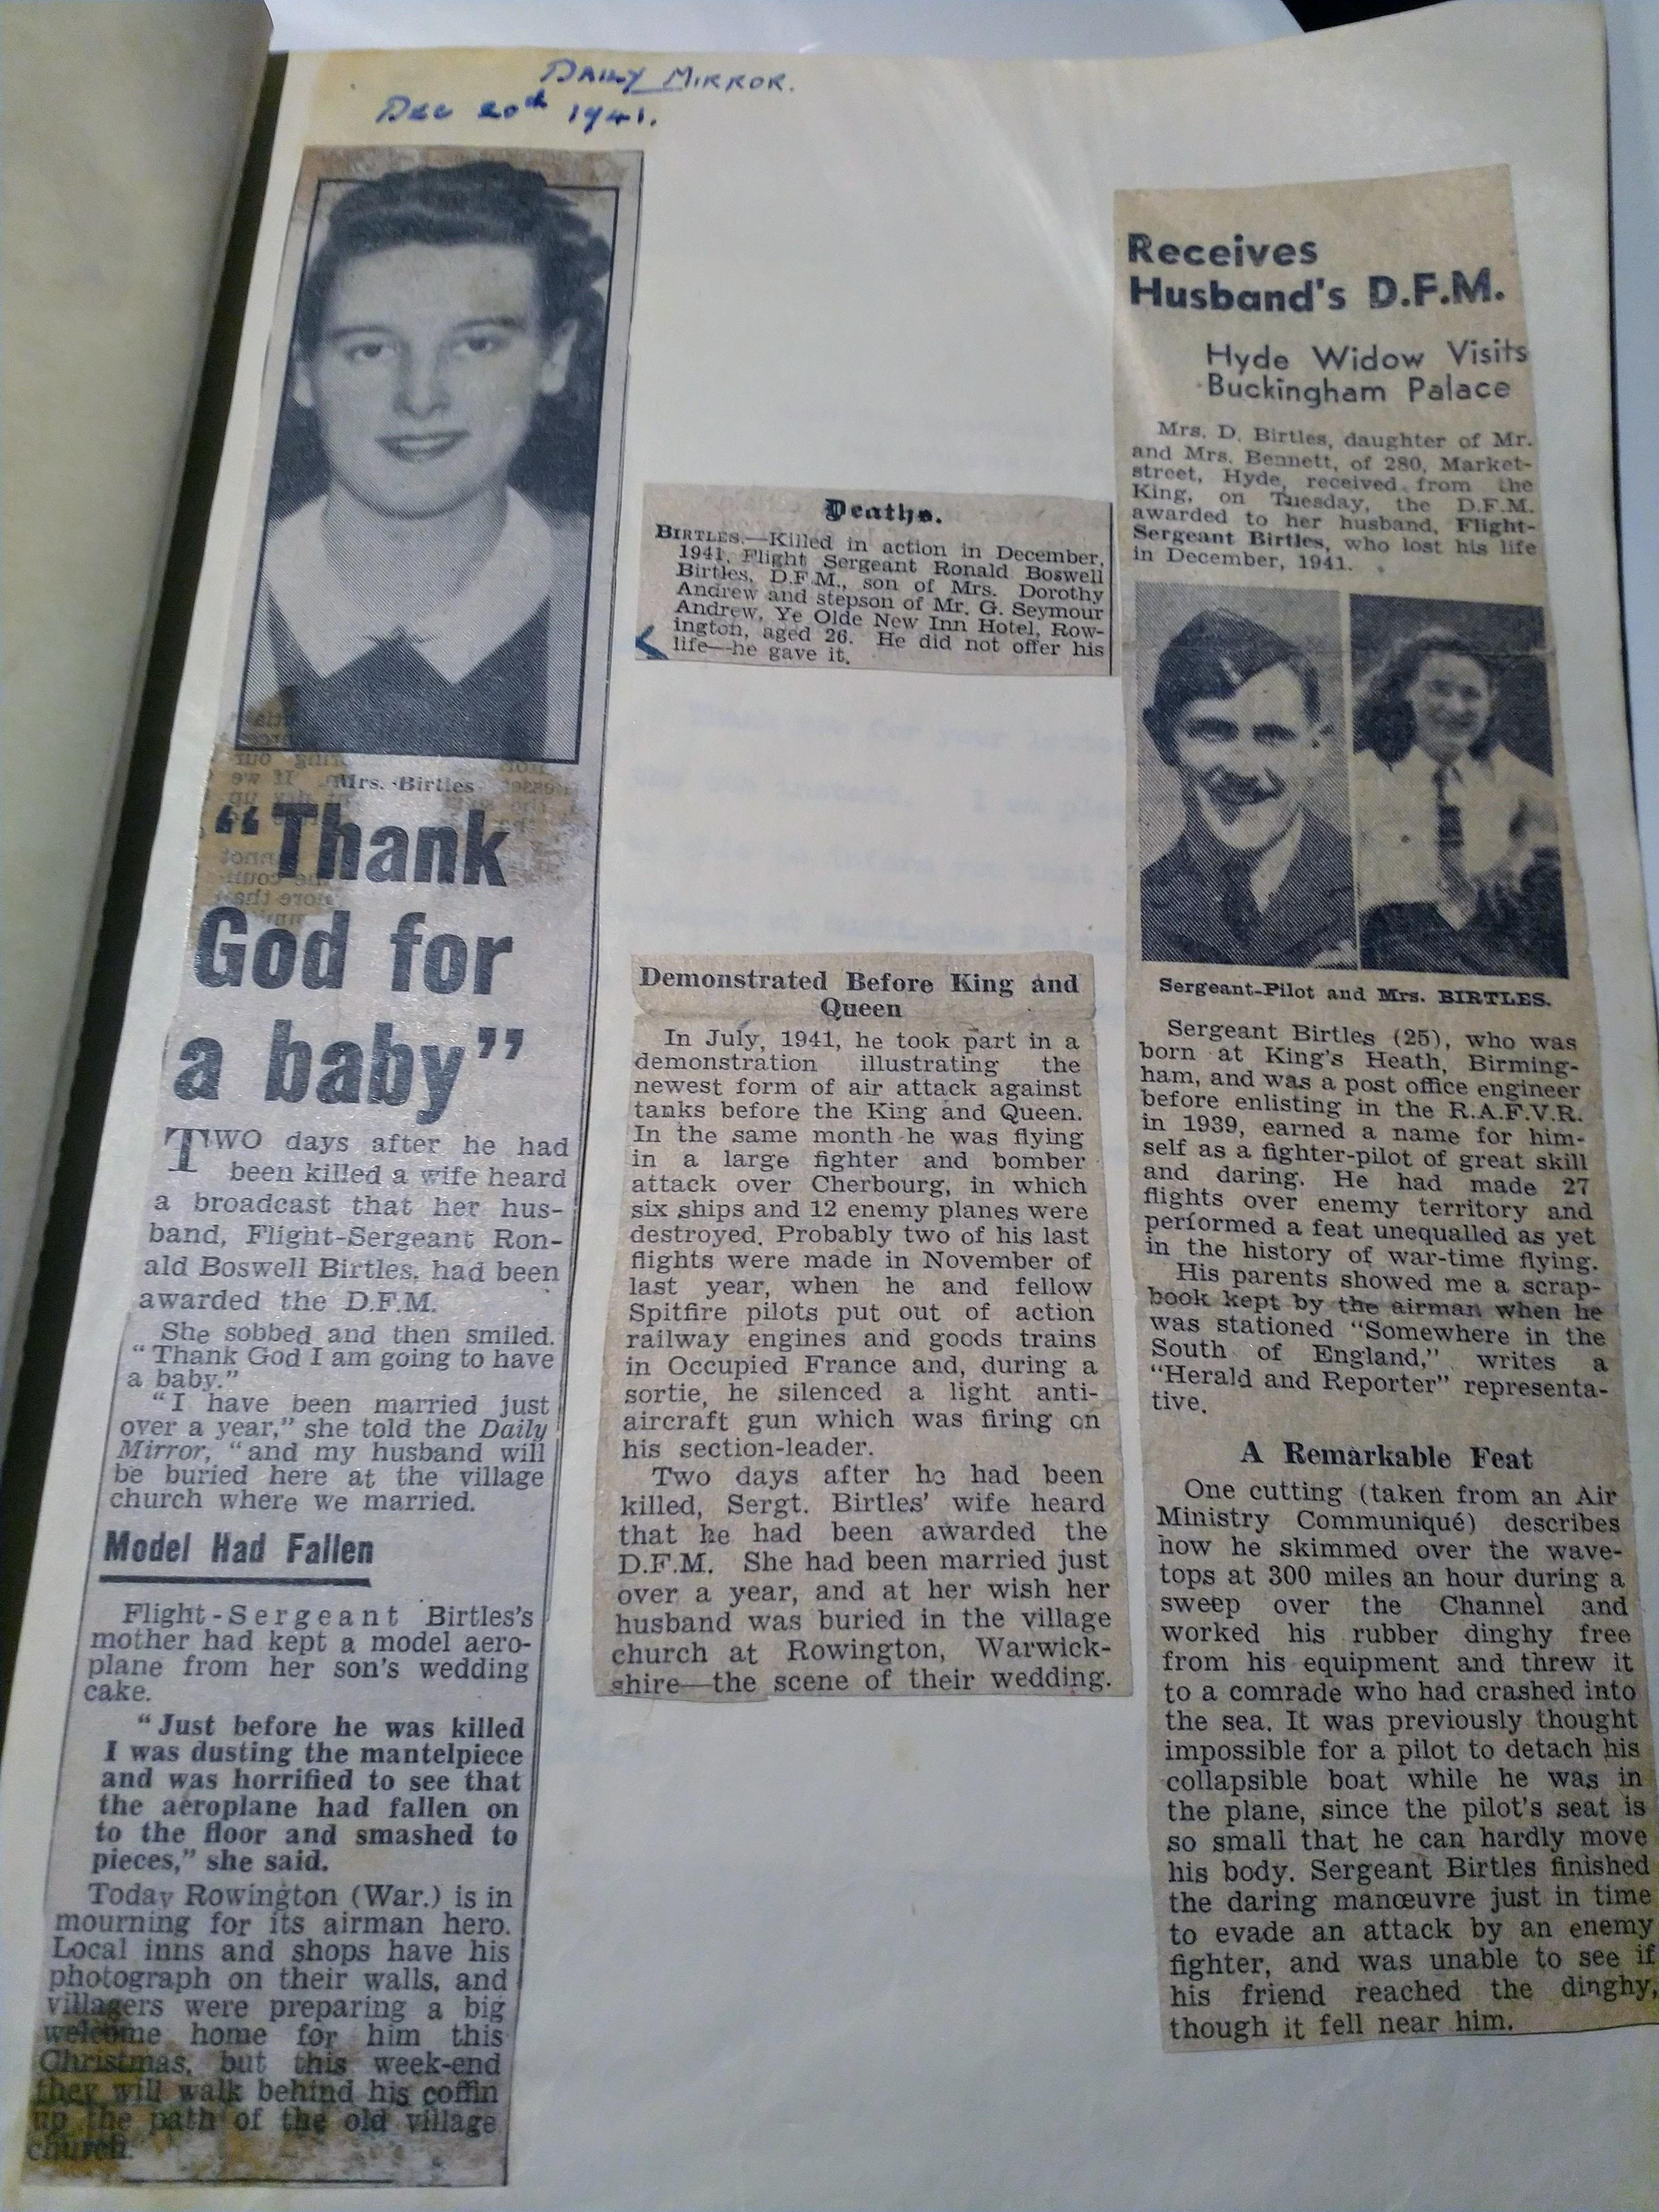 DAILY MIRROR.
Dec 20th 1941.
Mrs. Birtles
“Thank
God for
a baby”
TWO days after he had
been killed a wife heard
a broadcast that her hus-
band, Flight-Sergeant Ron-
ald Boswell Birtles, had been
awarded the D.F.M.
She sobbed and then smiled.
“Thank God I am going to have
a baby.”
“I have been married just
over a year,” she told the Daily
Mirror, “and my husband will
be buried here at the village
church where we married.
Model Had Fallen
Flight-Sergeant Birtles's
mother had kept a model aero-
plane from her son's wedding
cake.
“Just before he was killed
I was dusting the mantelpiece
and was horrified to see that
the aeroplane had fallen on
to the floor and smashed to
pieces,” she said.
Today Rowington (War.) is in
mourning for its airman hero.
Local inns and shops have his
photograph on their walls, and
villagers were preparing a big
welcome home for him this
Christmas, but this week-end
they will walk behind his coffin
up the path of the old village
church.
Deaths.
BIRTLES.—Killed in action in December,
1941, Flight Sergeant Ronald Boswell
Birtles, D.F.M., son of Mrs. Dorothy
Andrew and stepson of Mr. G. Seymour
Andrew, Ye Olde New Inn Hotel, Row-
ington, aged 26. He did not offer his
life—he gave it.
Demonstrated Before King and
Queen
In July, 1941, he took part in a
demonstration illustrating the
newest form of air attack against
tanks before the King and Queen.
In the same month he was flying
in a large fighter and bomber
attack over Cherbourg, in which
six ships and 12 enemy planes were
destroyed. Probably two of his last
flights were made in November of
last year, when he and fellow
Spitfire pilots put out of action
railway engines and goods trains
in Occupied France and, during a
sortie, he silenced a light anti-
aircraft gun which was firing on
his section-leader.
Two days after he had been
killed, Sergt. Birtles' wife heard
that he had been awarded the
D.F.M. She had been married just
over a year, and at her wish her
husband was buried in the village
church at Rowington, Warwick-
shire—the scene of their wedding.
Receives
Husband's D.F.M.
Hyde Widow Visits
Buckingham Palace
Mrs. D. Birtles, daughter of Mr.
and Mrs. Bennett, of 280, Market-
street, Hyde, received from the
King, on Tuesday, the D.F.M.
awarded to her husband, Flight-
Sergeant Birtles, who lost his life
in December, 1941.
Sergeant-Pilot and Mrs. BIRTLES.
Sergeant Birtles (25), who was
born at King's Heath, Birming-
ham, and was a post office engineer
before enlisting in the R.A.F.V.R.
in 1939, earned a name for him-
self as a fighter-pilot of great skill
and daring. He had made 27
flights over enemy territory and
performed a feat unequalled as yet
in the history of war-time flying.
His parents showed me a scrap-
book kept by the airman when he
was stationed “Somewhere in the
South of England,” writes a
“Herald and Reporter” representa-
tive.
A Remarkable Feat
One cutting (taken from an Air
Ministry Communiqué) describes
how he skimmed over the wave-
tops at 300 miles an hour during a
sweep over the Channel and
worked his rubber dinghy free
from his equipment and threw it
to a comrade who had crashed into
the sea. It was previously thought
impossible for a pilot to detach his
collapsible boat while he was in
the plane, since the pilot's seat is
so small that he can hardly move
his body. Sergeant Birtles finished
the daring manœuvre just in time
to evade an attack by an enemy
fighter, and was unable to see if
his friend reached the dinghy,
though it fell near him.